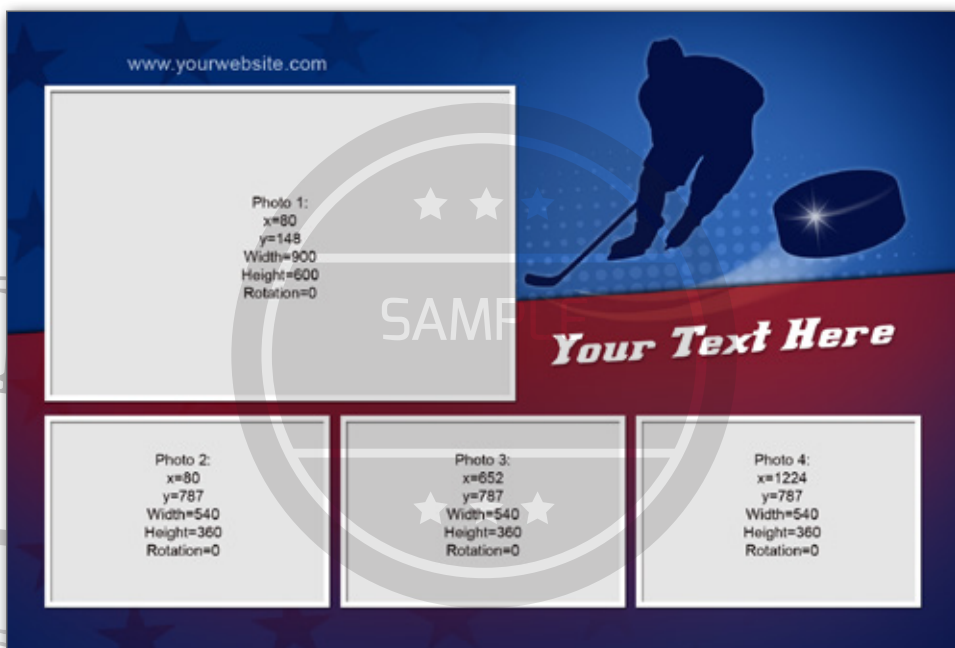 www.yourwebsite.com
Photo 1:
x=80
y=148
Width=900
Height=600
Rotation=0
SAMPLE
Your Text Here
Photo 2:
x=80
y=787
Width=540
Height=360
Rotation=0
Photo 3:
x=652
y=787
Width=540
Height=360
Rotation=0
Photo 4:
x=1224
y=787
Width=540
Height=360
Rotation=0